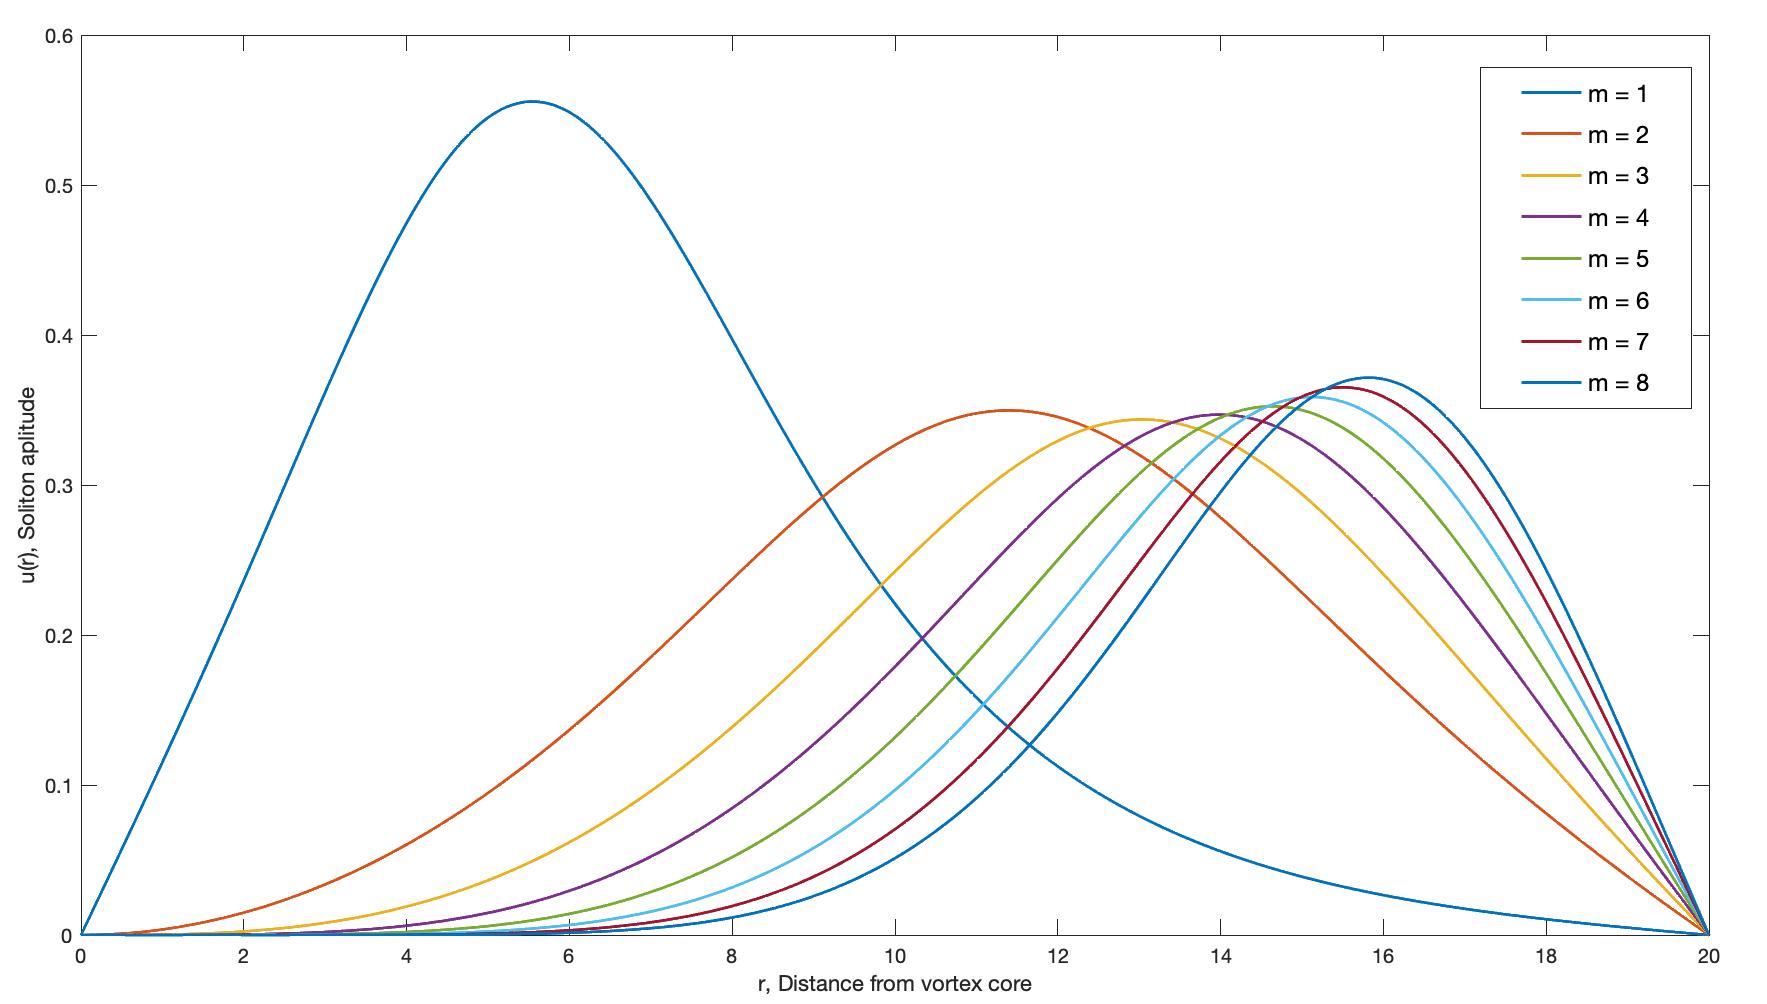 0.6
0.5
0.4
0.3
0.2
0.1
0
u(r), Soliton aplitude
m = 1
m = 2
m = 3
m = 4
m = 5
m = 6
m = 7
m = 8
0 2 4 6 8 10 12 14 16 18 20
r, Distance from vortex core